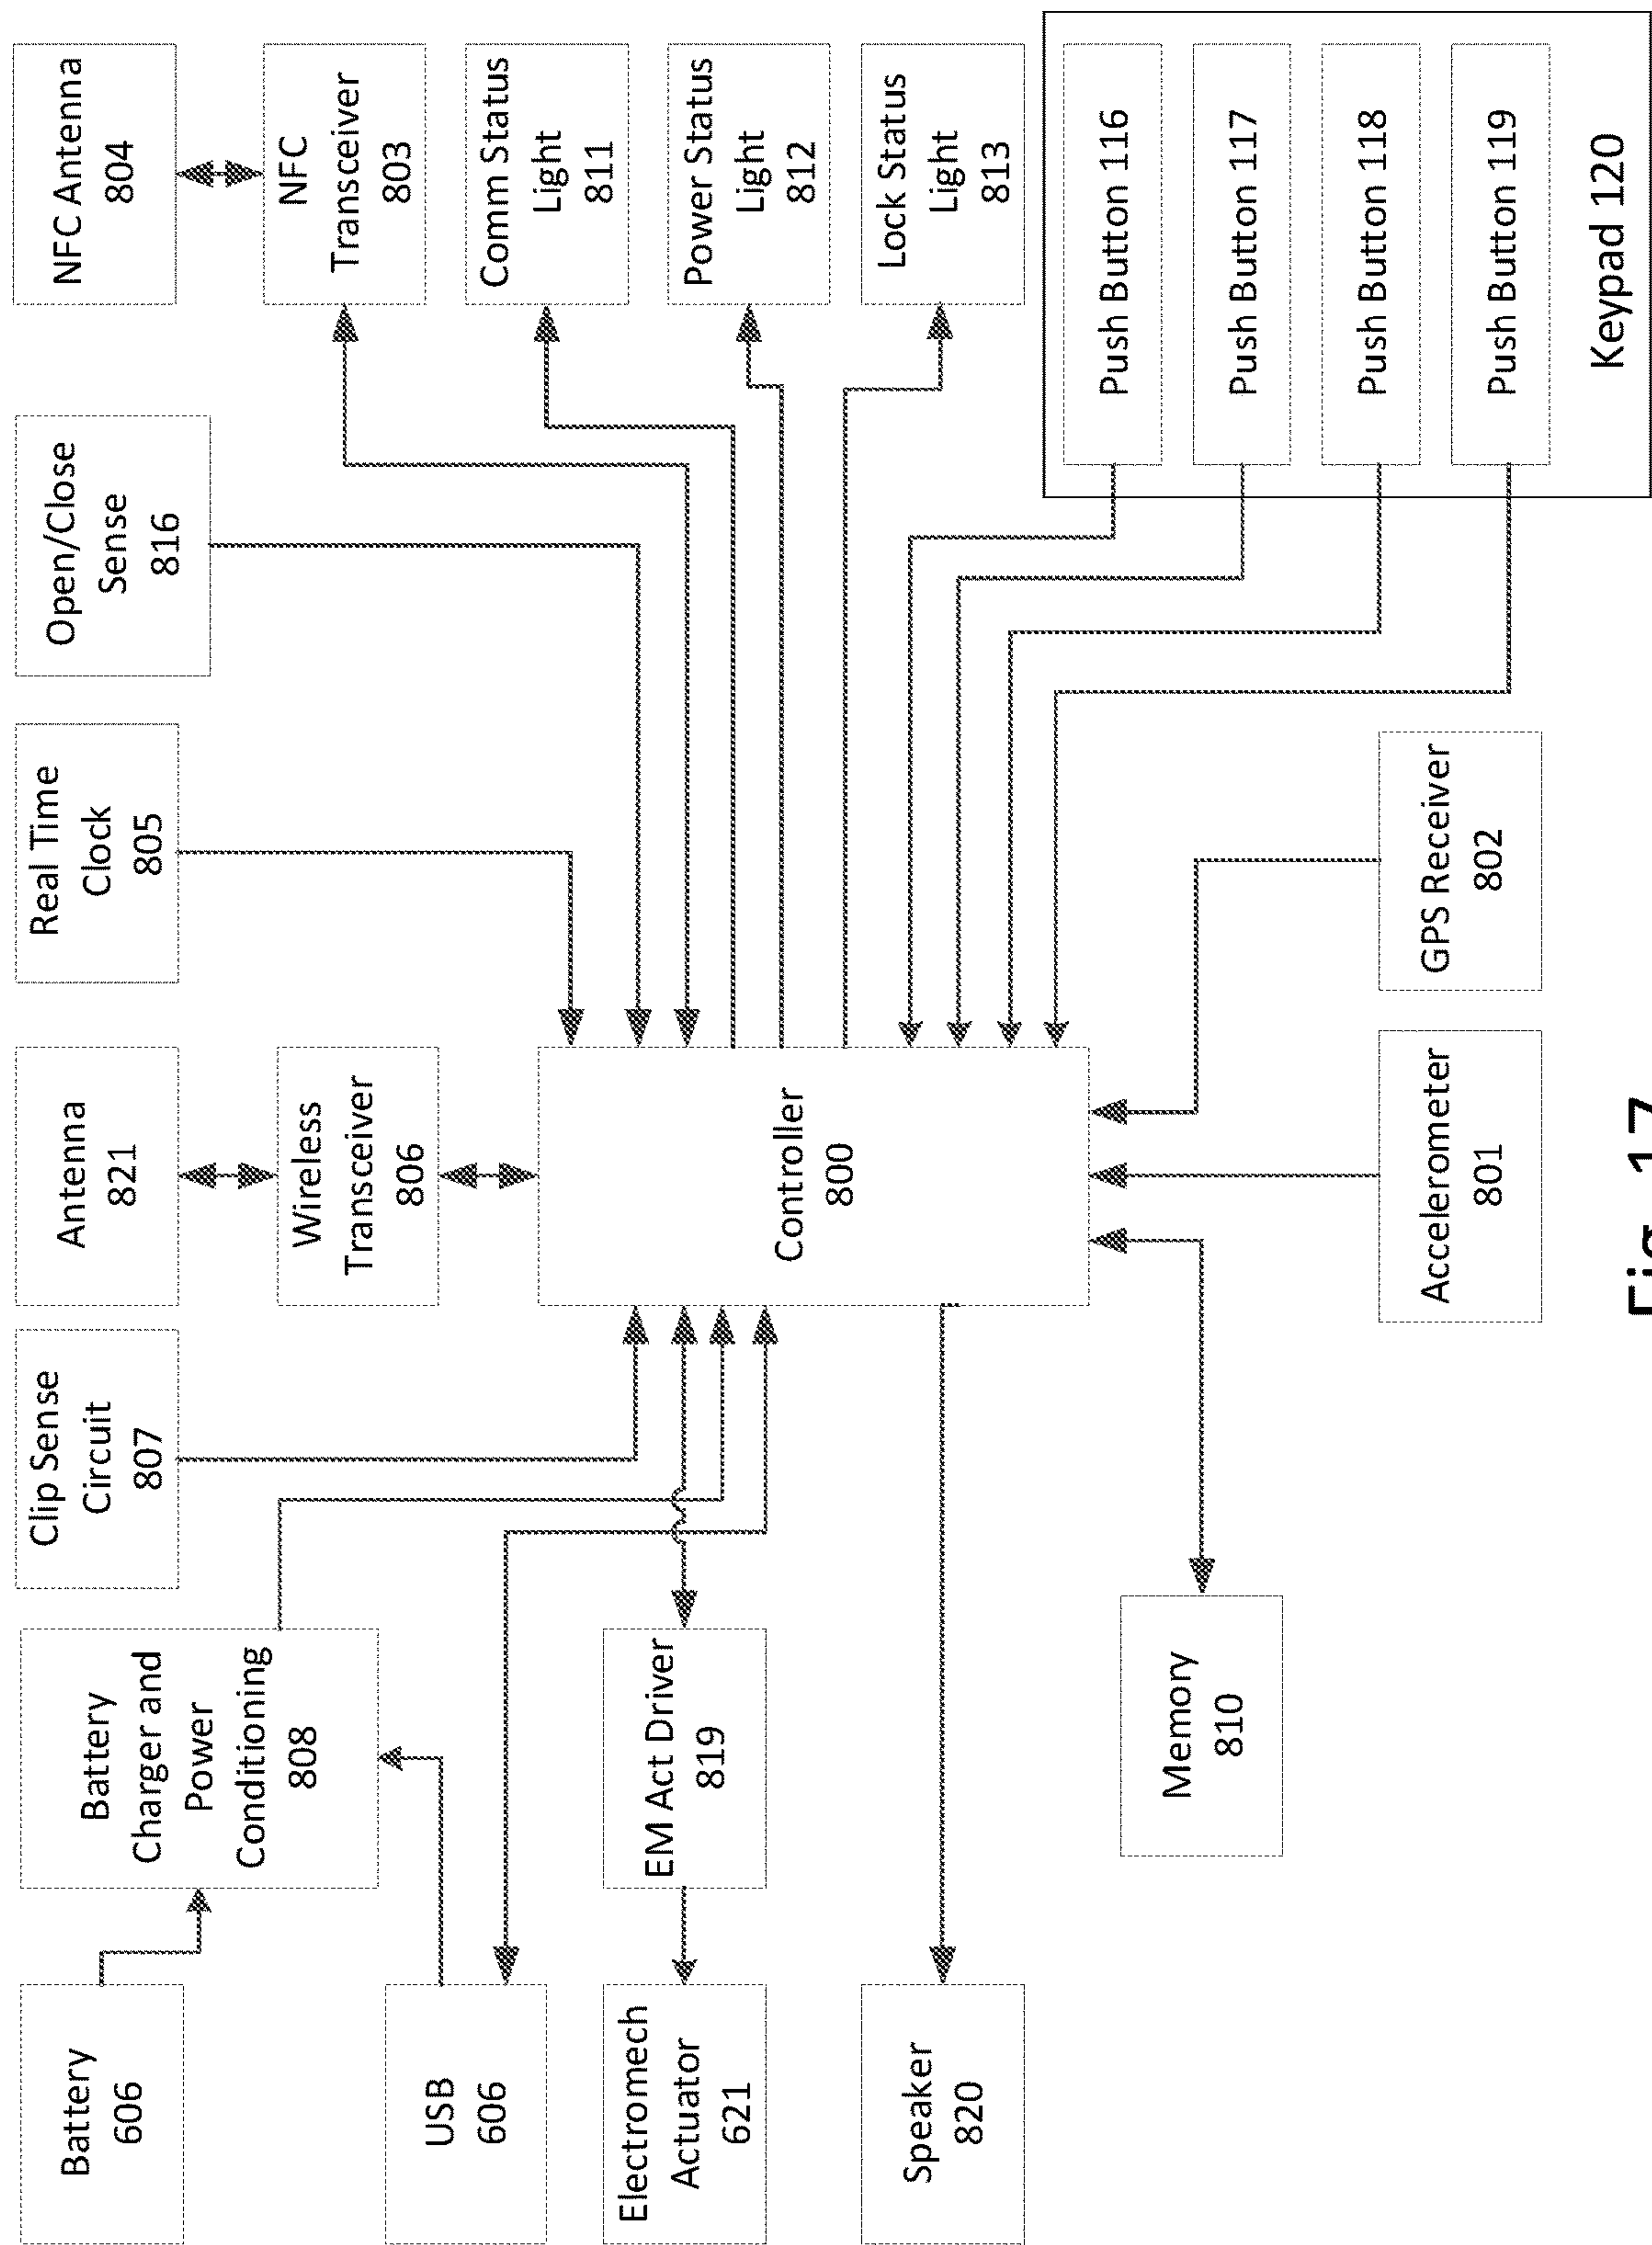 Battery
606
Battery
Charger and
Power
Conditioning
808
Clip Sense
Circuit
807
Antenna
821
Real Time
Clock
805
Open/Close
Sense
816
NFC Antenna
804
USB
606
Wireless
Transceiver
806
NFC
Transceiver
803
Comm Status
Light
811
Electromech
Actuator
621
EM Act Driver
819
Controller
800
Power Status
Light
812
Speaker
820
Lock Status
Light
813
Memory
810
Push Button 116
Push Button 117
Push Button 118
Push Button 119
Keypad 120
Accelerometer
801
GPS Receiver
802
Fig. 17